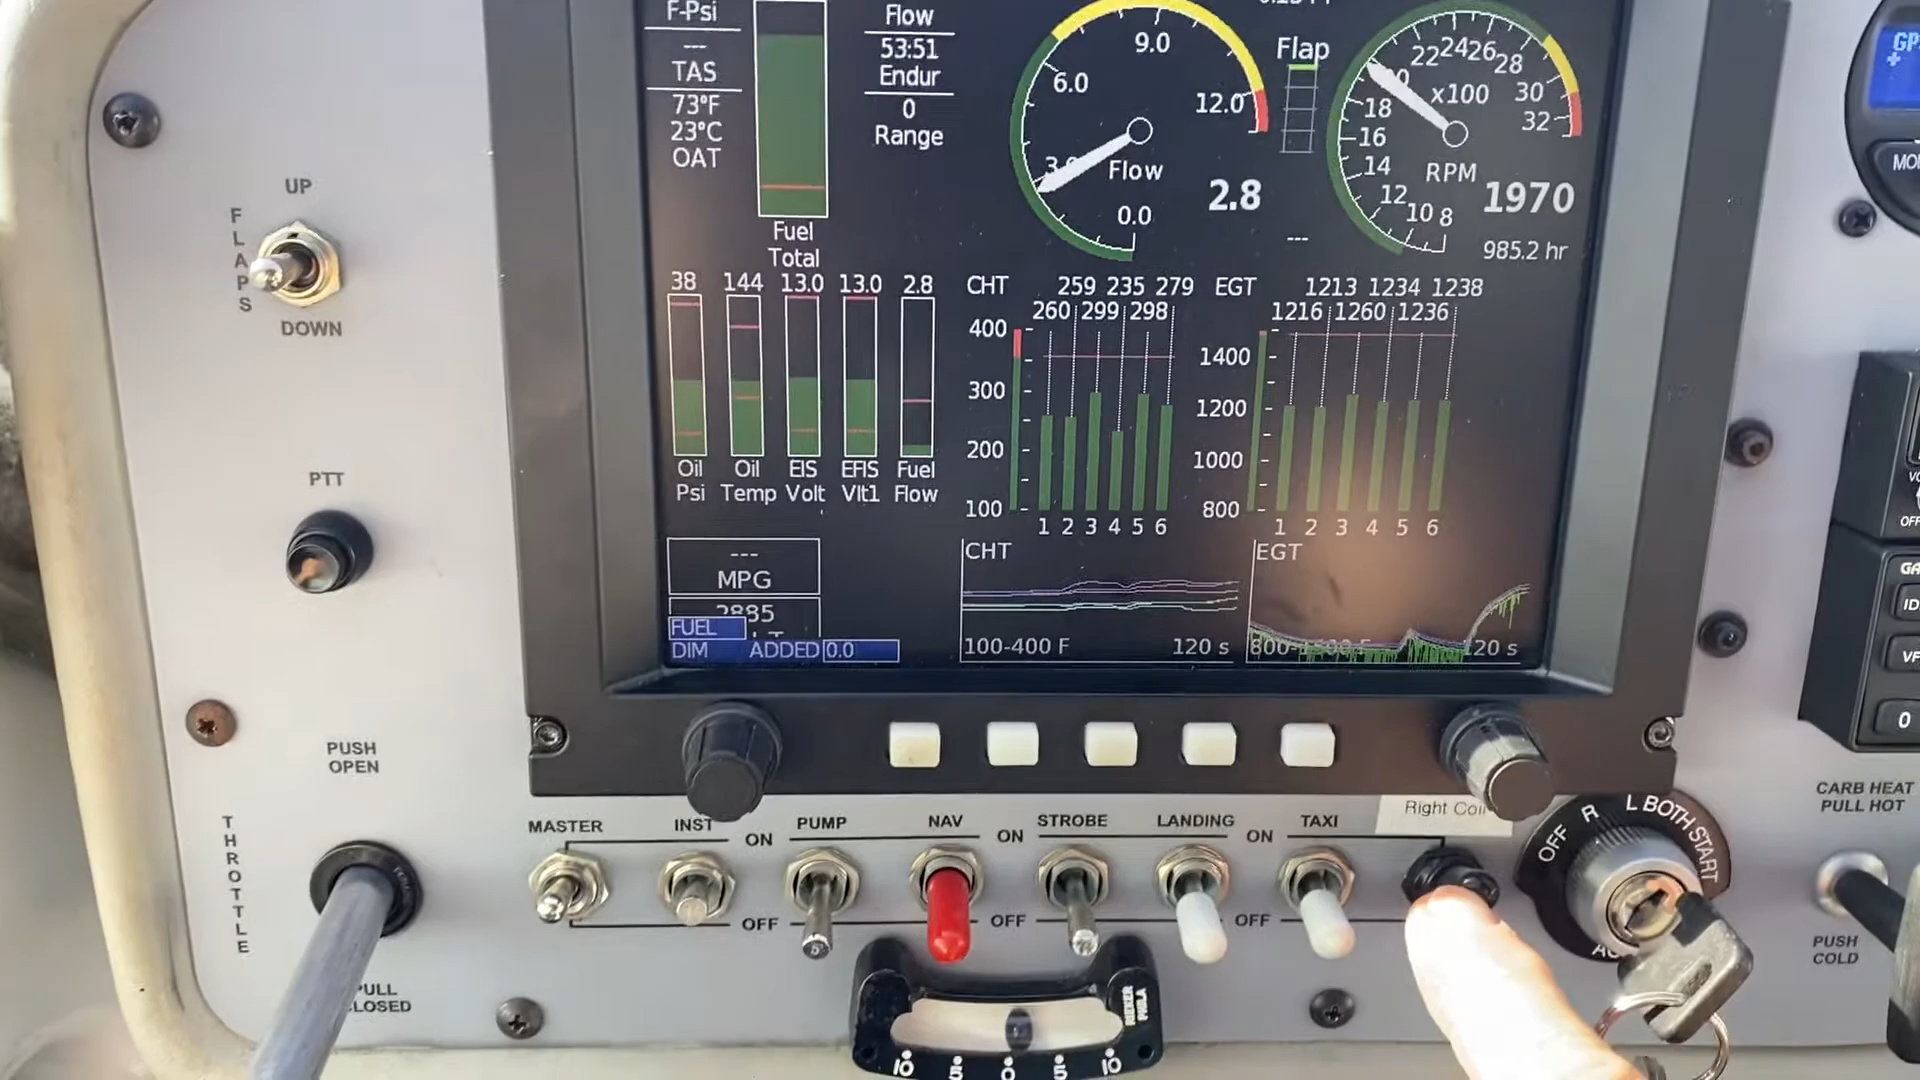 F-Psi
---
TAS
73°F
23°C
OAT
Fuel
Total
Flow
53:51
Endur
0
Range
9.0
6.0
12.0
Flow
0.0
2.8
Flap
---
22 24 26
28
30
32
18
x100
16
14
12
10 8
RPM
1970
985.2 hr
38 144 13.0 13.0 2.8
Oil Psi
Oil Temp
EIS Volt
EFIS Vlt1
Fuel Flow
CHT
259 235 279
260 299 298
400
300
200
100
1 2 3 4 5 6
EGT
1213 1234 1238
1216 1260 1236
1400
1200
1000
800
1 2 3 4 5 6
---
MPG
2885
FUEL
DIM ADDED 0.0
CHT
100-400 F 120 s
EGT
120 s
UP
FLAPS
DOWN
PTT
PUSH
OPEN
THROTTLE
MASTER INST PUMP NAV STROBE LANDING TAXI
ON ON ON
OFF OFF OFF
Right Coil
OFF R L BOTH START
CARB HEAT
PULL HOT
PUSH
COLD
10 5 0 5 10